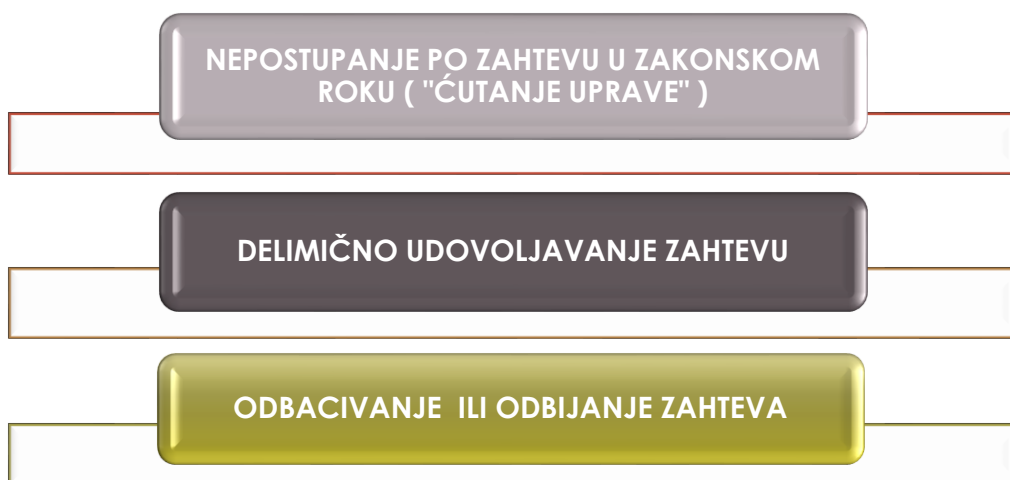 NEPOSTUPANJE PO ZAHTEVU U ZAKONSKOM
ROKU ( "ĆUTANJE UPRAVE" )
DELIMIČNO UDOVOLJAVANJE ZAHTEVU
ODBACIVANJE ILI ODBIJANJE ZAHTEVA